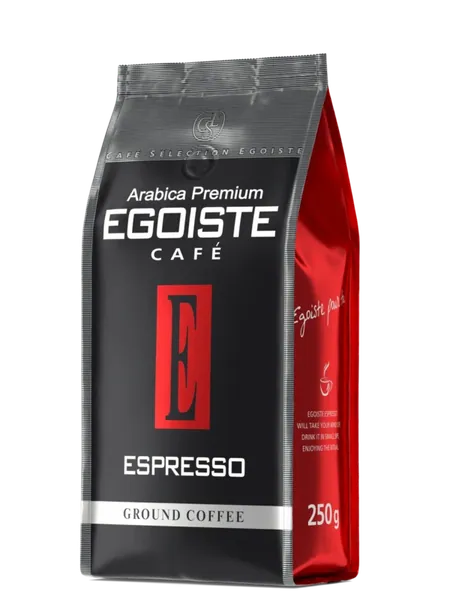 CAFE SELECTION EGOISTE
Arabica Premium
EGOISTE
CAFÉ
E
ESPRESSO
GROUND COFFEE
Egoiste
EGOISTE ESPRESSO
WILL TAKE YOUR
DRINK IT IN SMALL
ENJOYING THE
250g